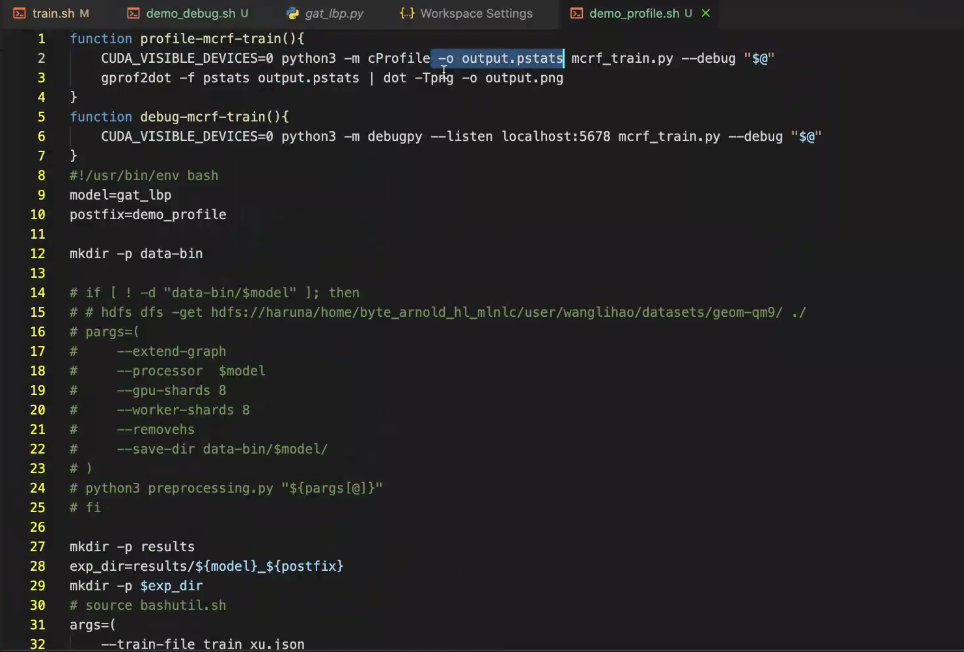 train.sh M demo_debug.sh U gat_lbp.py {..} Workspace Settings demo_profile.sh U
1 function profile-mcrf-train(){
2 CUDA_VISIBLE_DEVICES=0 python3 -m cProfile -o output.pstats mcrf_train.py --debug "$@"
3 gprof2dot -f pstats output.pstats | dot -Tpng -o output.png
4 }
5 function debug-mcrf-train(){
6 CUDA_VISIBLE_DEVICES=0 python3 -m debugpy --listen localhost:5678 mcrf_train.py --debug "$@"
7 }
8 #!/usr/bin/env bash
9 model=gat_lbp
10 postfix=demo_profile
11
12 mkdir -p data-bin
13
14 # if [ ! -d "data-bin/$model" ]; then
15 # # hdfs dfs -get hdfs://haruna/home/byte_arnold_hl_mlnlc/user/wanglihao/datasets/geom-qm9/ ./
16 # pargs=(
17 # --extend-graph
18 # --processor $model
19 # --gpu-shards 8
20 # --worker-shards 8
21 # --removehs
22 # --save-dir data-bin/$model/
23 # )
24 # python3 preprocessing.py "${pargs[@]}"
25 # fi
26
27 mkdir -p results
28 exp_dir=results/${model}_${postfix}
29 mkdir -p $exp_dir
30 # source bashutil.sh
31 args=(
32 --train-file train_xu.json